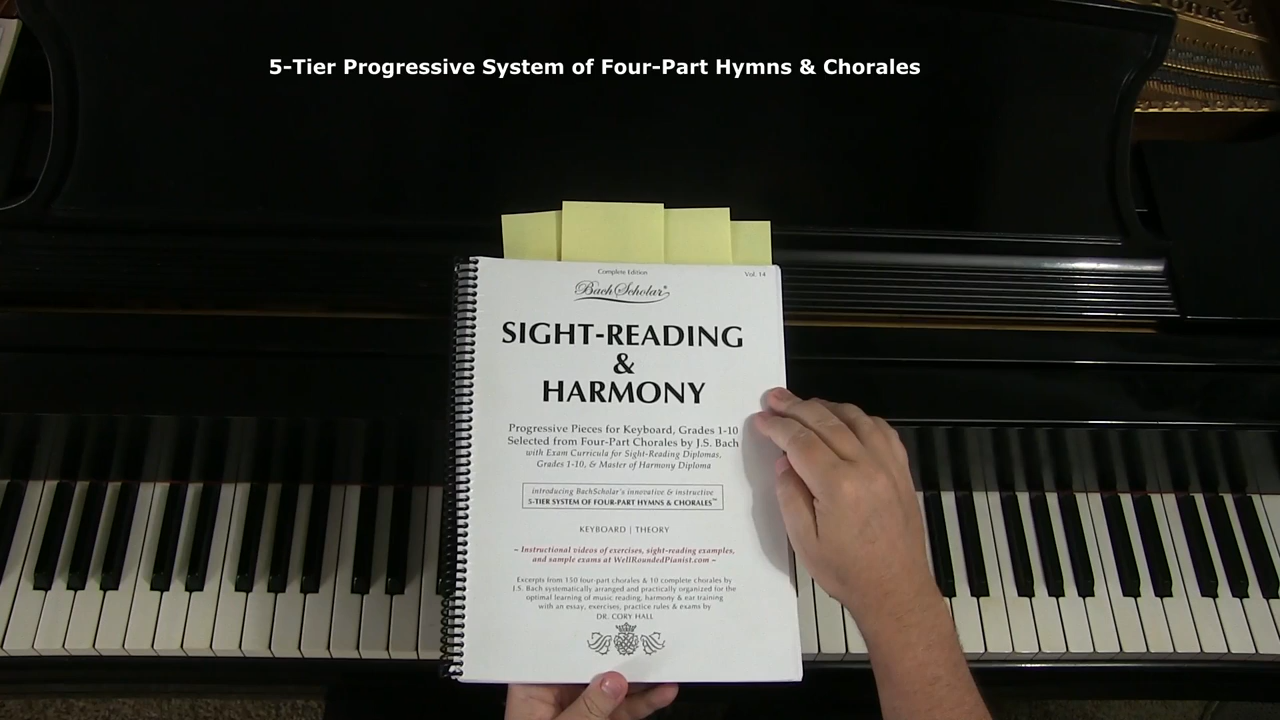 5-Tier Progressive System of Four-Part Hymns & Chorales
YORK
Complete Edition
Vol. 14
BachScholar®
SIGHT-READING
&
HARMONY
Progressive Pieces for Keyboard, Grades 1-10
Selected from Four-Part Chorales by J.S. Bach
with Exam Curricula for Sight-Reading Diplomas,
Grades 1-10, & Master of Harmony Diploma
introducing BachScholar's innovative & instructive
5-TIER SYSTEM OF FOUR-PART HYMNS & CHORALES™
KEYBOARD | THEORY
~ Instructional videos of exercises, sight-reading examples,
and sample exams at WellRoundedPianist.com ~
Excerpts from 150 four-part chorales & 10 complete chorales by
J.S. Bach systematically arranged and practically organized for the
optimal learning of music reading, harmony & ear training
with an essay, exercises, practice rules & exams by
DR. CORY HALL